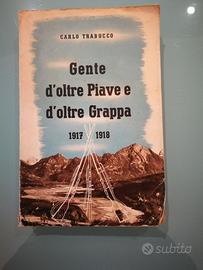 CARLO TRABUCCO
Gente
d'oltre Piave e
d'oltre Grappa
1917 1918
subito